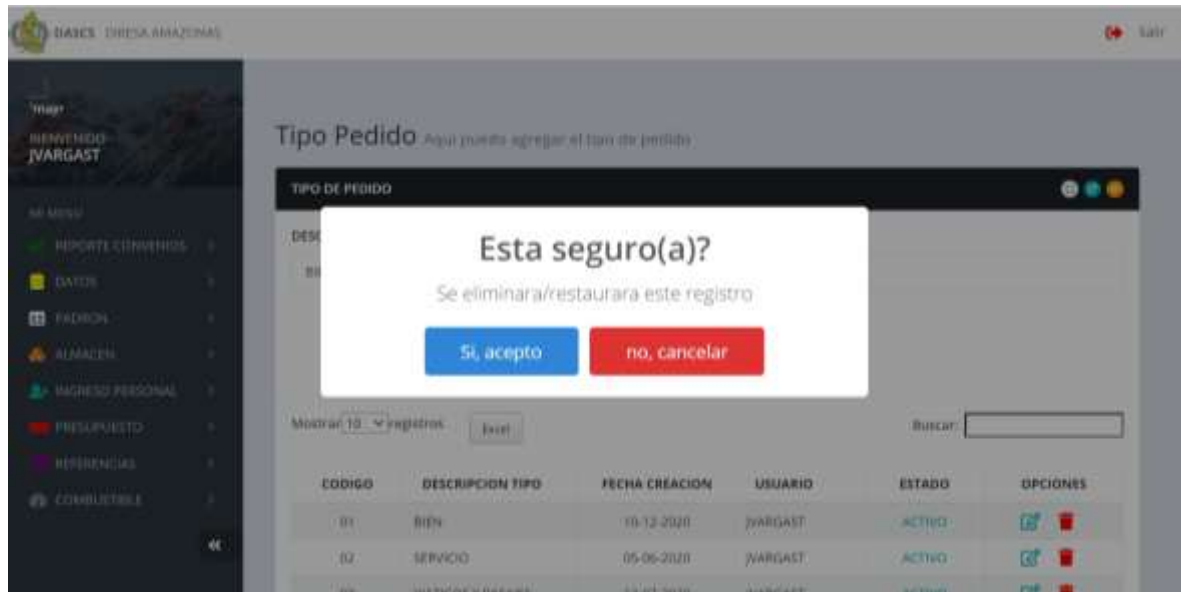 DAIS DIRESA AMAZONAS
Salir
BIENVENIDO
JVARGAST
Tipo Pedido Aqui puede agregar el tipo de pedido
TIPO DE PEDIDO
MI MENU
REPORTE CONVENIOS
DATOS
PADRON
ALMACEN
INGRESO PERSONAL
PRESUPUESTO
REFERENCIAS
COMBUSTIBLE
DESC
Esta seguro(a)?
Se eliminara/restaurara este registro
Si, acepto no, cancelar
Mostrar 10 registros Excel Buscar:
CODIGO DESCRIPCION TIPO FECHA CREACION USUARIO ESTADO OPCIONES
01 BIEN 10-12-2020 JVARGAST ACTIVO
02 SERVICIO 05-06-2020 JVARGAST ACTIVO